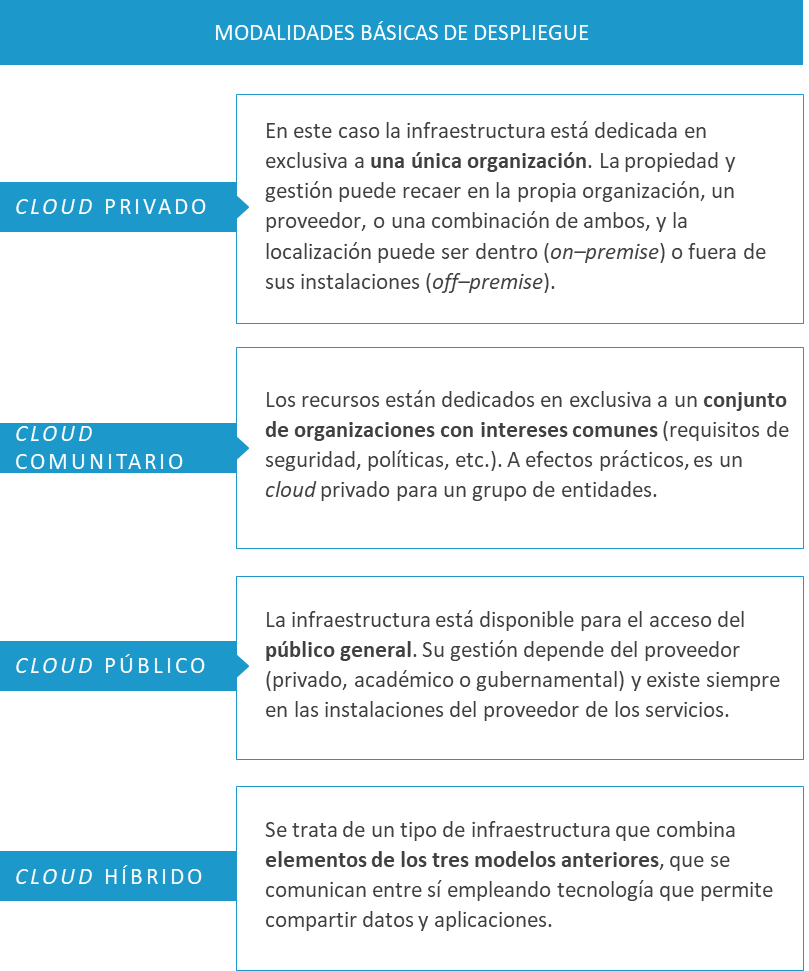 MODALIDADES BÁSICAS DE DESPLIEGUE
CLOUD PRIVADO
En este caso la infraestructura está dedicada en
exclusiva a una única organización. La propiedad y
gestión puede recaer en la propia organización, un
proveedor, o una combinación de ambos, y la
localización puede ser dentro (on–premise) o fuera de
sus instalaciones (off–premise).
CLOUD
COMUNITARIO
Los recursos están dedicados en exclusiva a un conjunto
de organizaciones con intereses comunes (requisitos de
seguridad, políticas, etc.). A efectos prácticos, es un
cloud privado para un grupo de entidades.
CLOUD PÚBLICO
La infraestructura está disponible para el acceso del
público general. Su gestión depende del proveedor
(privado, académico o gubernamental) y existe siempre
en las instalaciones del proveedor de los servicios.
CLOUD HÍBRIDO
Se trata de un tipo de infraestructura que combina
elementos de los tres modelos anteriores, que se
comunican entre sí empleando tecnología que permite
compartir datos y aplicaciones.